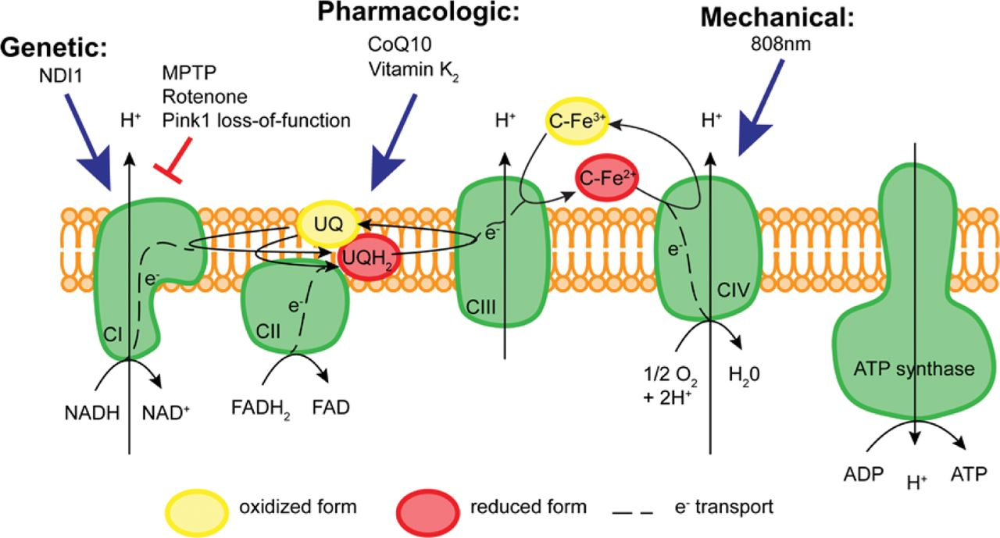 Pharmacologic:
CoQ10
Vitamin K₂
Mechanical:
808nm
Genetic:
NDI1
MPTP
Rotenone
Pink1 loss-of-function
H⁺
H⁺
C-Fe³⁺
H⁺
C-Fe²⁺
UQ
UQH₂
e⁻
e⁻
e⁻
e⁻
CI
CII
CIII
CIV
ATP synthase
NADH
NAD⁺
FADH₂
FAD
1/2 O₂
+ 2H⁺
H₂0
ADP
H⁺
ATP
oxidized form
reduced form
e⁻ transport